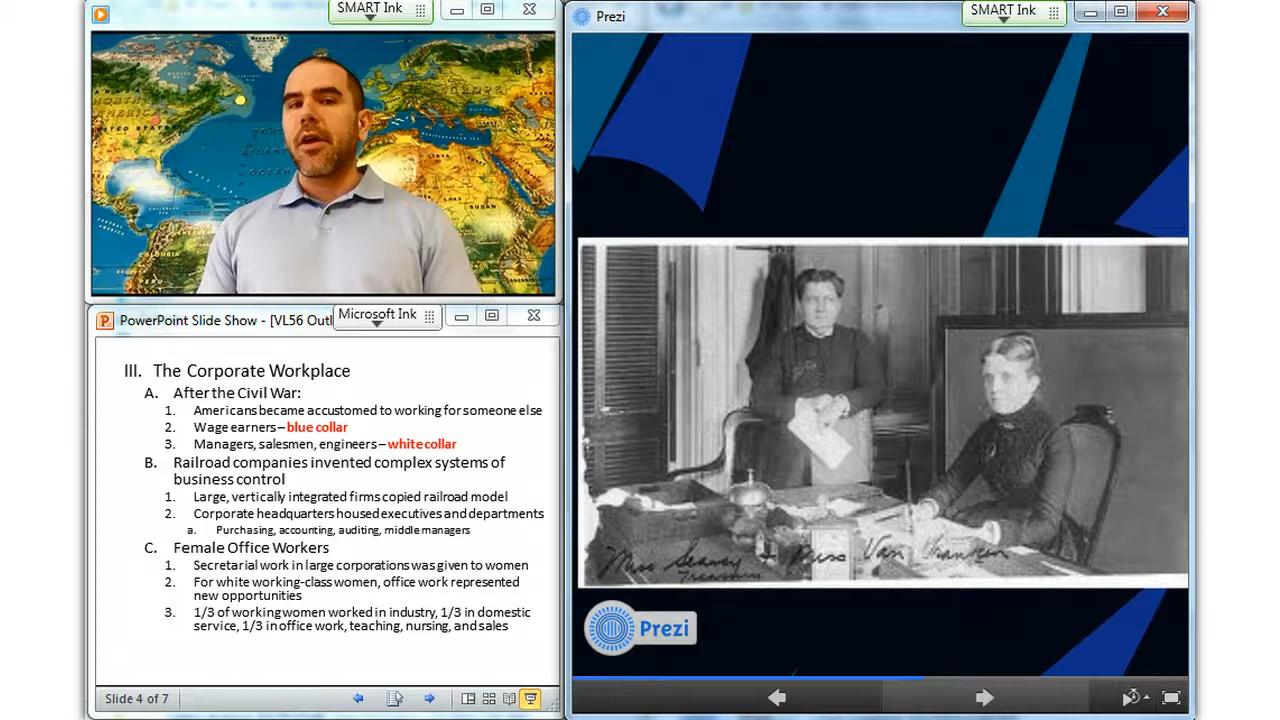 SMART Ink
PowerPoint Slide Show - [VL56 Outl
Microsoft Ink
III. The Corporate Workplace
A. After the Civil War:
1. Americans became accustomed to working for someone else
2. Wage earners – blue collar
3. Managers, salesmen, engineers – white collar
B. Railroad companies invented complex systems of
business control
1. Large, vertically integrated firms copied railroad model
2. Corporate headquarters housed executives and departments
a. Purchasing, accounting, auditing, middle managers
C. Female Office Workers
1. Secretarial work in large corporations was given to women
2. For white working-class women, office work represented
new opportunities
3. 1/3 of working women worked in industry, 1/3 in domestic
service, 1/3 in office work, teaching, nursing, and sales
Slide 4 of 7
Prezi
SMART Ink
Miss Seavey + Miss Van Vranken
Prezi